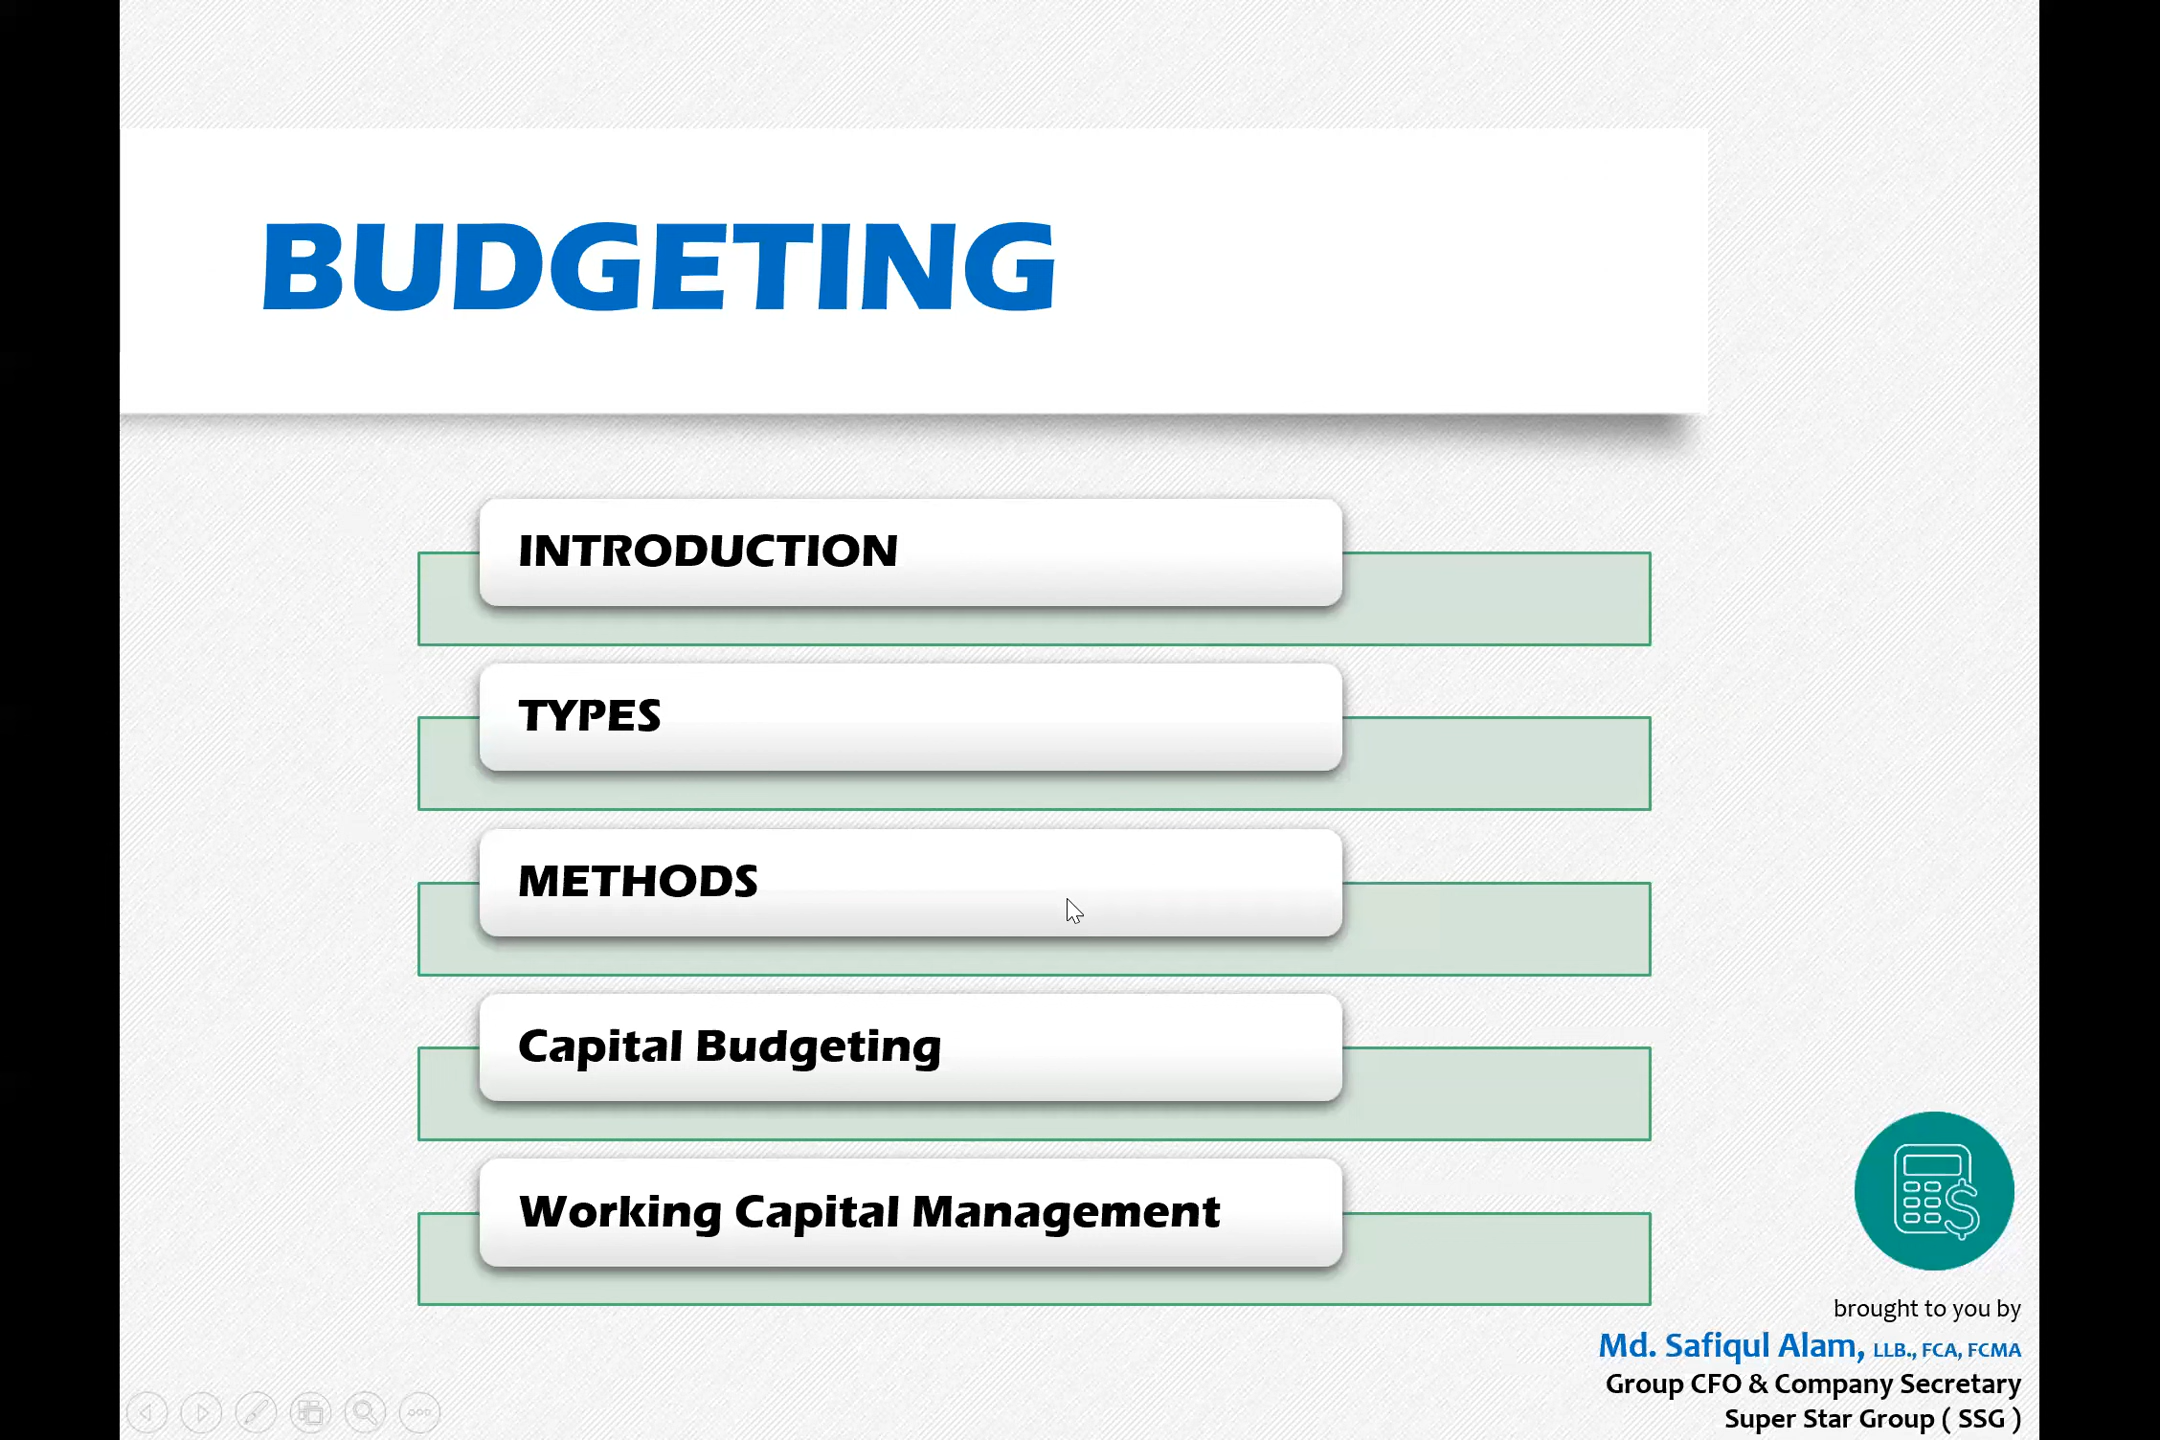 BUDGETING
INTRODUCTION
TYPES
METHODS
Capital Budgeting
Working Capital Management
brought to you by
Md. Safiqul Alam, LLB., FCA, FCMA
Group CFO & Company Secretary
Super Star Group ( SSG )